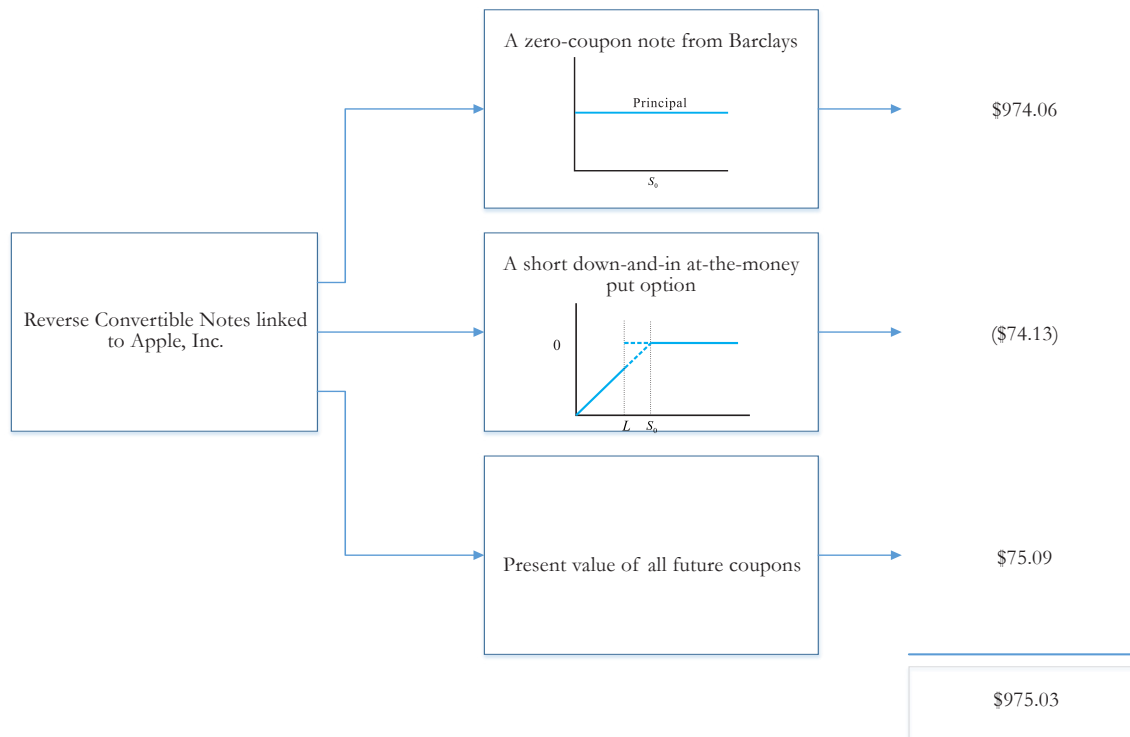 A zero-coupon note from Barclays
Principal
S₀
$974.06
Reverse Convertible Notes linked
to Apple, Inc.
A short down-and-in at-the-money
put option
0
L S₀
($74.13)
Present value of all future coupons
$75.09
$975.03